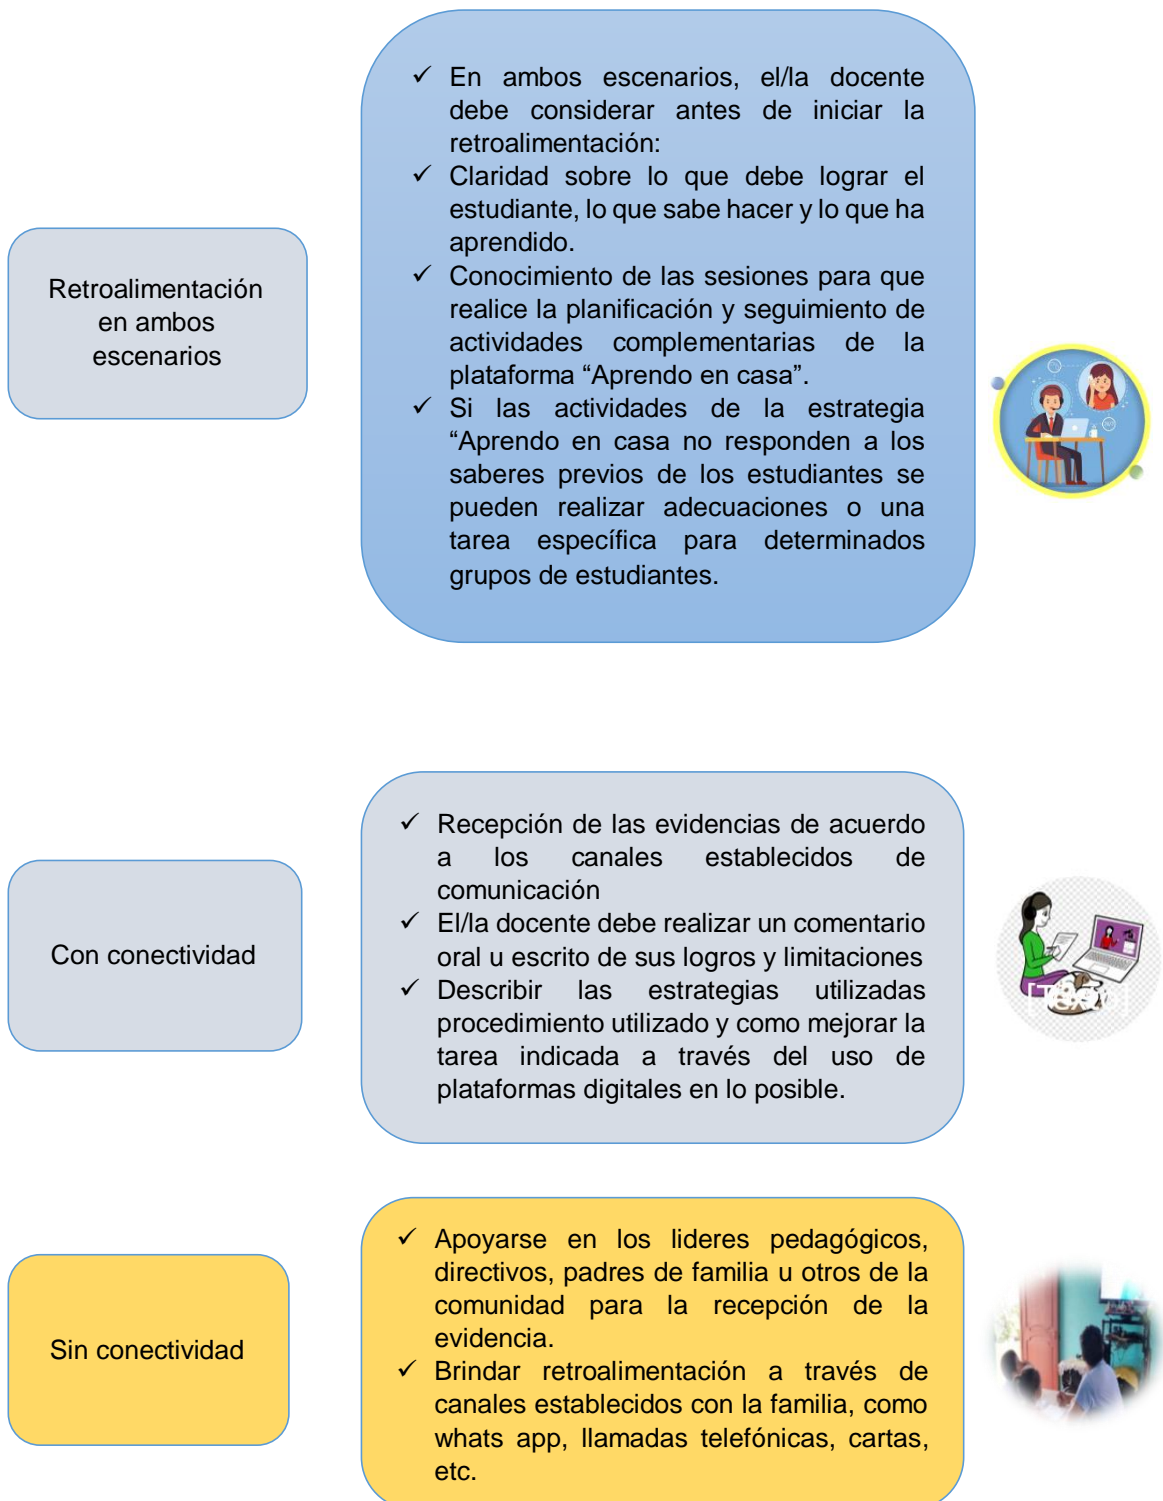 ✓ En ambos escenarios, el/la docente
debe considerar antes de iniciar la
retroalimentación:
✓ Claridad sobre lo que debe lograr el
estudiante, lo que sabe hacer y lo que ha
aprendido.
✓ Conocimiento de las sesiones para que
realice la planificación y seguimiento de
actividades complementarias de la
plataforma “Aprendo en casa”.
✓ Si las actividades de la estrategia
“Aprendo en casa no responden a los
saberes previos de los estudiantes se
pueden realizar adecuaciones o una
tarea específica para determinados
grupos de estudiantes.
Retroalimentación
en ambos
escenarios
✓ Recepción de las evidencias de acuerdo
a los canales establecidos de
comunicación
✓ El/la docente debe realizar un comentario
oral u escrito de sus logros y limitaciones
✓ Describir las estrategias utilizadas
procedimiento utilizado y como mejorar la
tarea indicada a través del uso de
plataformas digitales en lo posible.
Con conectividad
✓ Apoyarse en los lideres pedagógicos,
directivos, padres de familia u otros de la
comunidad para la recepción de la
evidencia.
✓ Brindar retroalimentación a través de
canales establecidos con la familia, como
whats app, llamadas telefónicas, cartas,
etc.
Sin conectividad